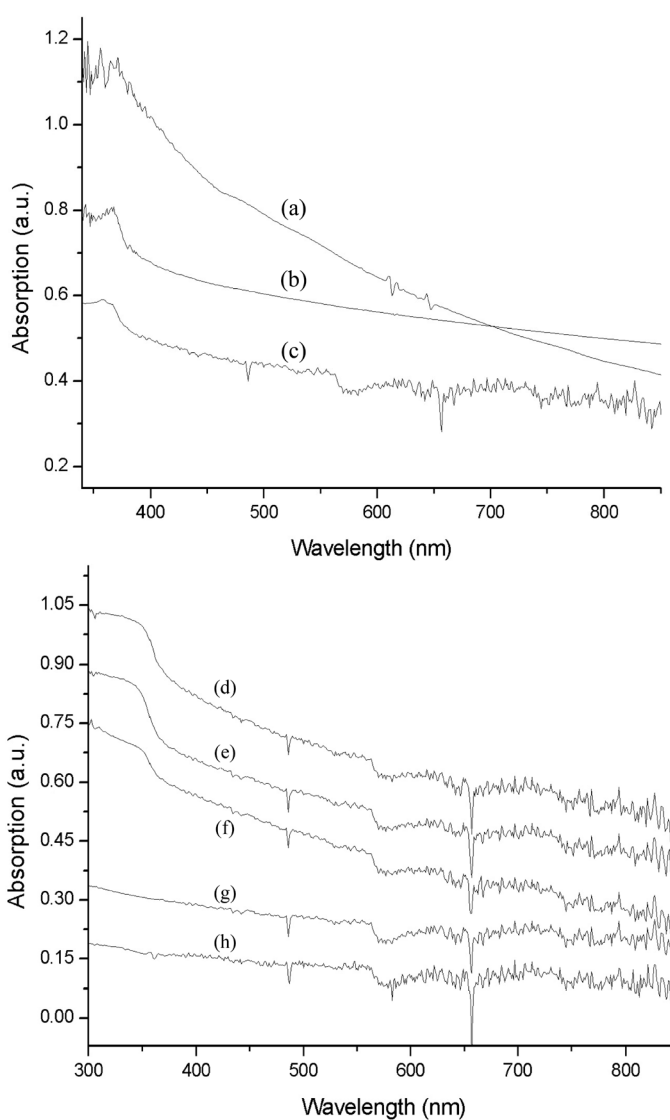 1.2
1.0
0.8
0.6
0.4
0.2
Absorption (a.u.)
(a)
(b)
(c)
400 500 600 700 800
Wavelength (nm)
1.05
0.90
0.75
0.60
0.45
0.30
0.15
0.00
Absorption (a.u.)
(d)
(e)
(f)
(g)
(h)
300 400 500 600 700 800
Wavelength (nm)